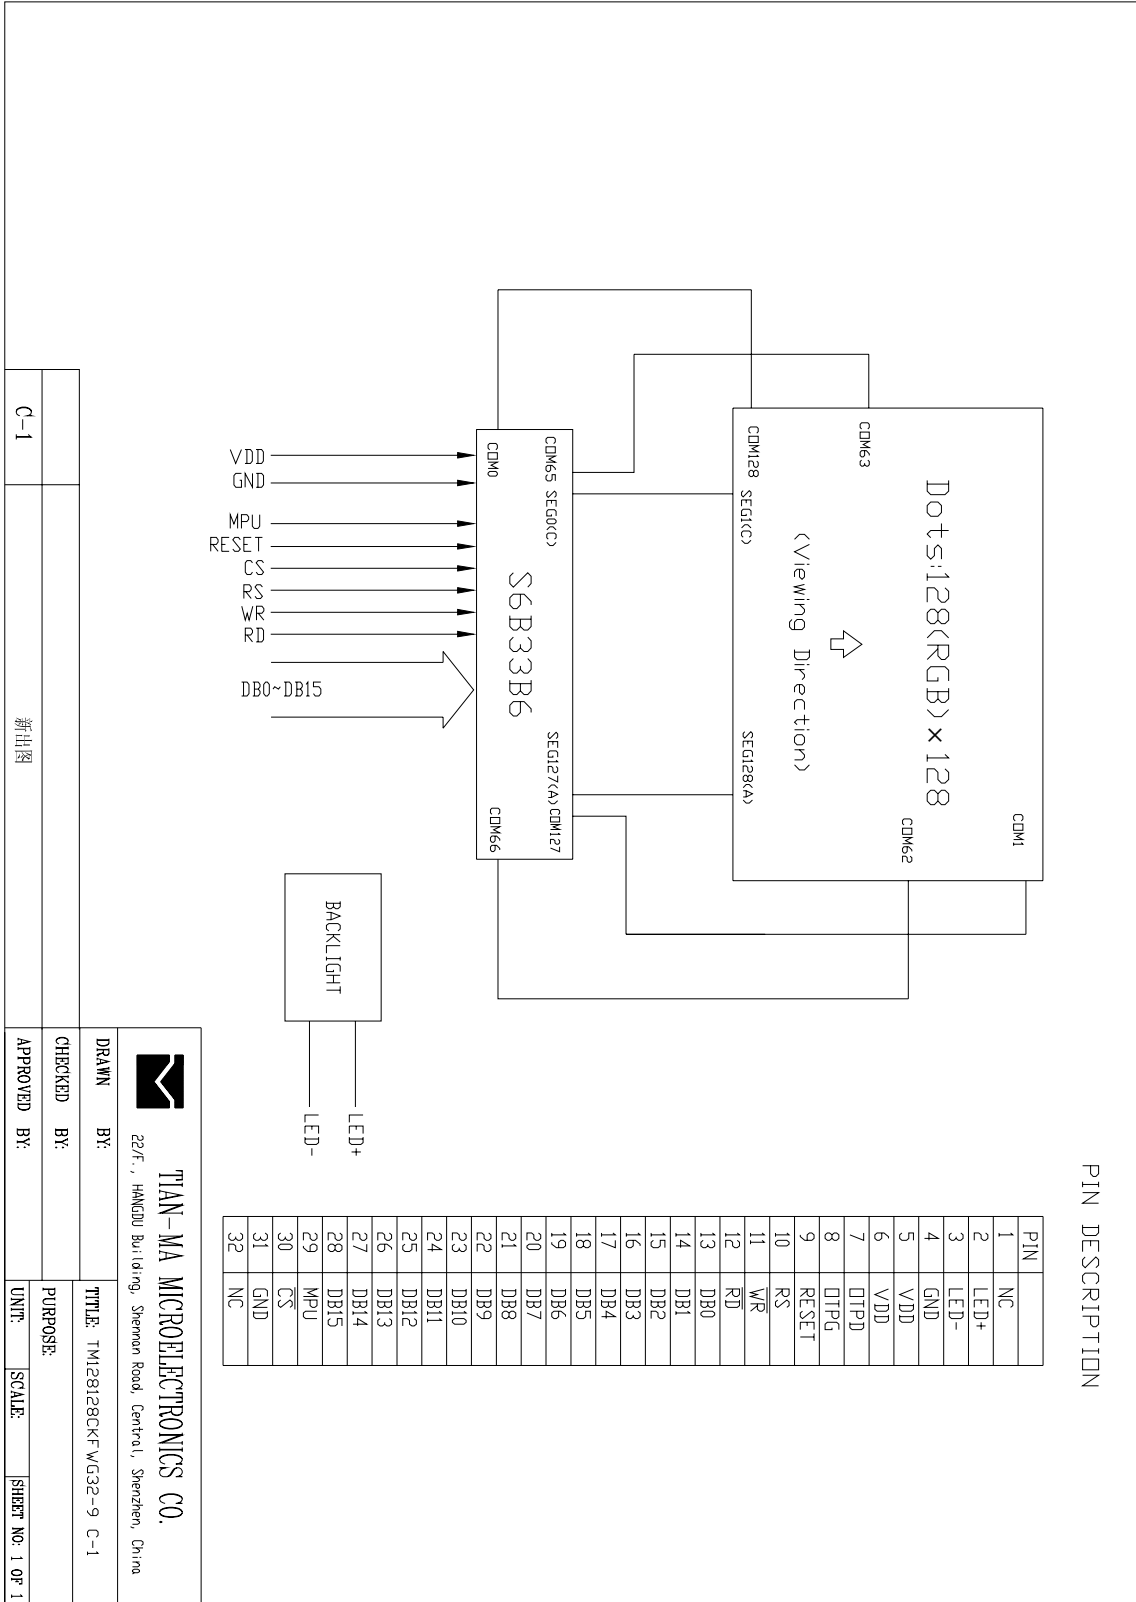 PIN DESCRIPTION
PIN
1 NC
2 LED+
3 LED-
4 GND
5 VDD
6 VDD
7 OTPD
8 OTPG
9 RESET
10 RS
11 W̅R̅
12 R̅D̅
13 DB0
14 DB1
15 DB2
16 DB3
17 DB4
18 DB5
19 DB6
20 DB7
21 DB8
22 DB9
23 DB10
24 DB11
25 DB12
26 DB13
27 DB14
28 DB15
29 MPU
30 C̅S̅
31 GND
32 NC
COM1
Dots:128(RGB)×128
COM62
COM63
(Viewing Direction)
COM128
SEG1(C)
SEG128(A)
COM65
SEG0(C)
SEG127(A)
COM127
S6B33B6
COM0
COM66
VDD
GND
MPU
RESET
CS
RS
WR
RD
DB0~DB15
BACKLIGHT
LED+
LED-
TIAN-MA MICROELECTRONICS CO.
22/F., HANGDU Building, Shennan Road, Central, Shenzhen, China
DRAWN BY:
TITLE: TM128128CKFWG32-9 C-1
CHECKED BY:
PURPOSE:
C-1
新出图
APPROVED BY:
UNIT:
SCALE:
SHEET NO: 1 OF 1